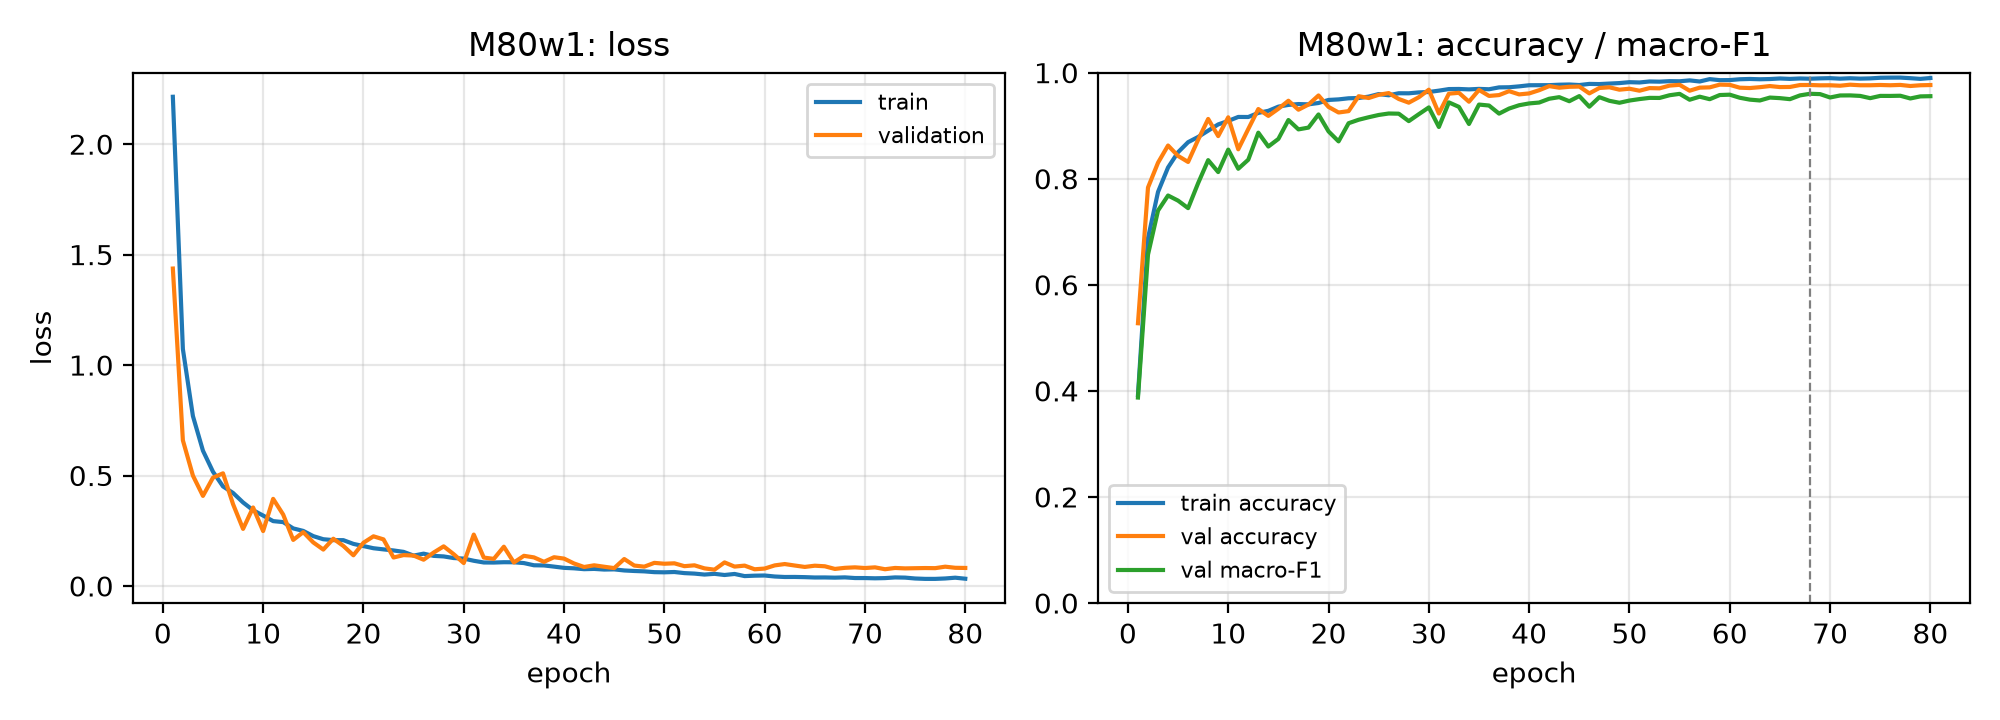 M80w1: loss
train
validation
2.0
1.5
1.0
0.5
0.0
loss
0 10 20 30 40 50 60 70 80
epoch
M80w1: accuracy / macro-F1
1.0
0.8
0.6
0.4
0.2
0.0
train accuracy
val accuracy
val macro-F1
0 10 20 30 40 50 60 70 80
epoch